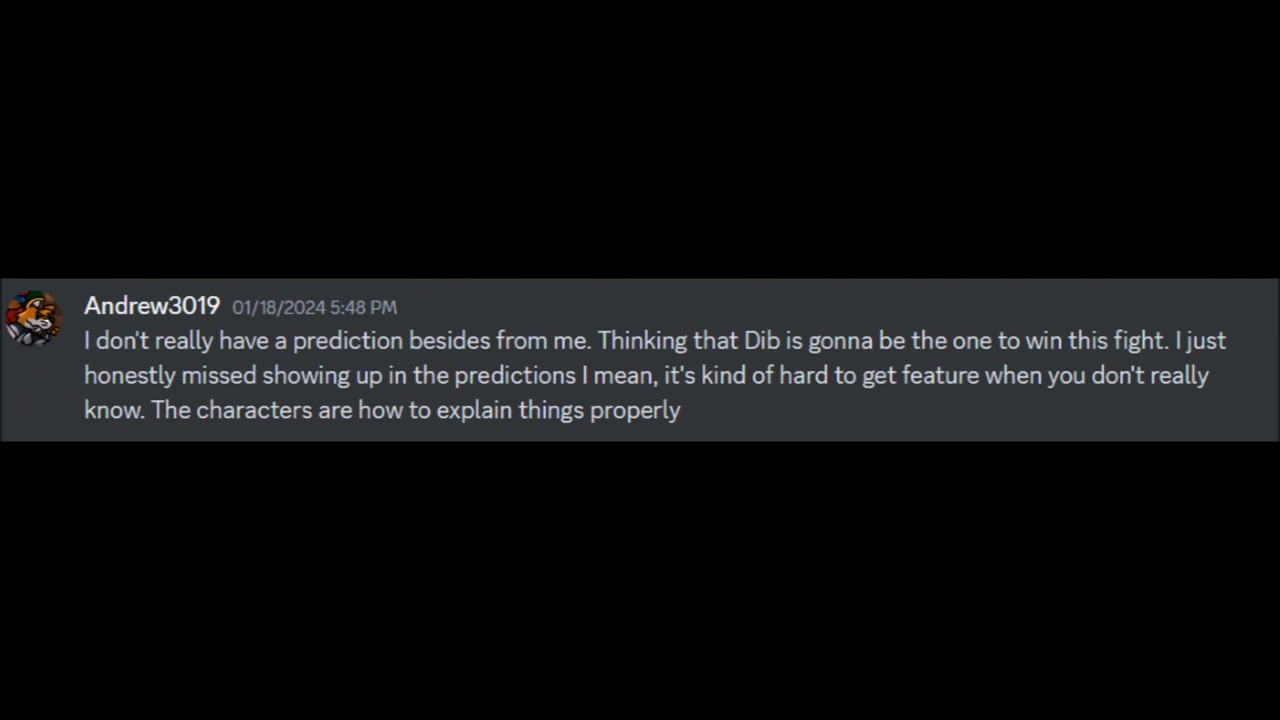 Andrew3019 01/18/2024 5:48 PM
I don't really have a prediction besides from me. Thinking that Dib is gonna be the one to win this fight. I just
honestly missed showing up in the predictions I mean, it's kind of hard to get feature when you don't really
know. The characters are how to explain things properly